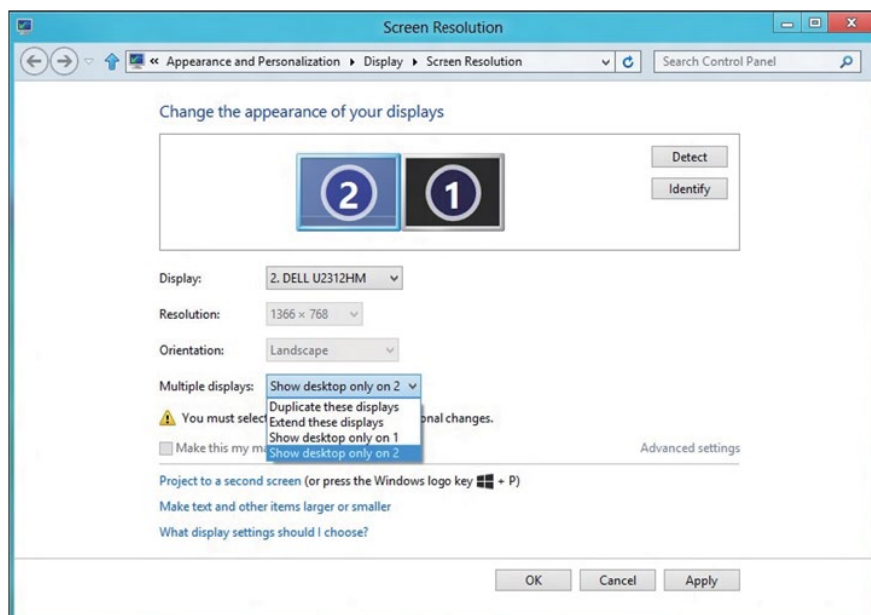 Screen Resolution
« Appearance and Personalization ▸ Display ▸ Screen Resolution Search Control Panel
Change the appearance of your displays
2 1
Detect
Identify
Display: 2. DELL U2312HM
Resolution: 1366 × 768
Orientation: Landscape
Multiple displays: Show desktop only on 2
Duplicate these displays
You must selec onal changes.
Extend these displays
Show desktop only on 1
Make this my ma Advanced settings
Show desktop only on 2
Project to a second screen (or press the Windows logo key + P)
Make text and other items larger or smaller
What display settings should I choose?
OK Cancel Apply